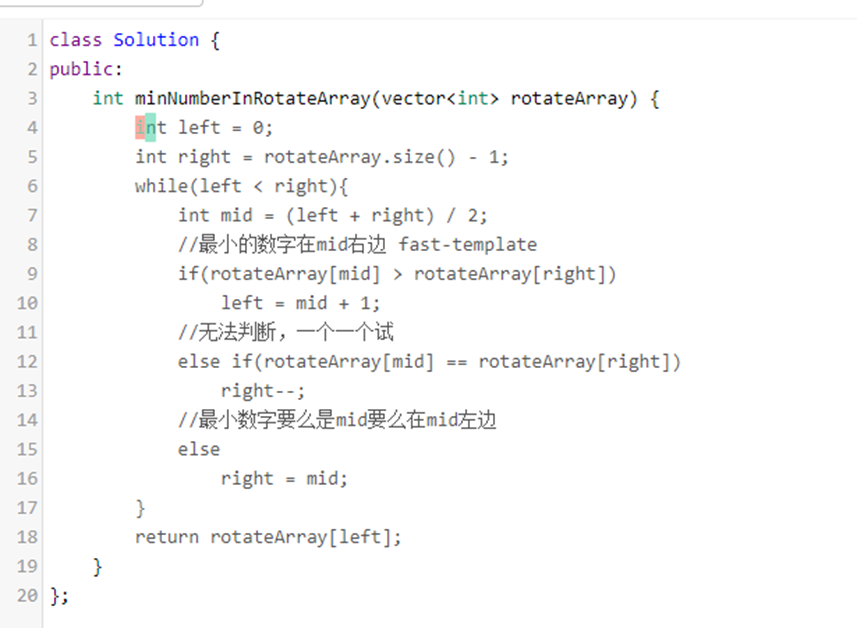 1 class Solution {
2 public:
3     int minNumberInRotateArray(vector<int> rotateArray) {
4         int left = 0;
5         int right = rotateArray.size() - 1;
6         while(left < right){
7             int mid = (left + right) / 2;
8             //最小的数字在mid右边 fast-template
9             if(rotateArray[mid] > rotateArray[right])
10                 left = mid + 1;
11             //无法判断，一个一个试
12             else if(rotateArray[mid] == rotateArray[right])
13                 right--;
14             //最小数字要么是mid要么在mid左边
15             else
16                 right = mid;
17         }
18         return rotateArray[left];
19     }
20 };